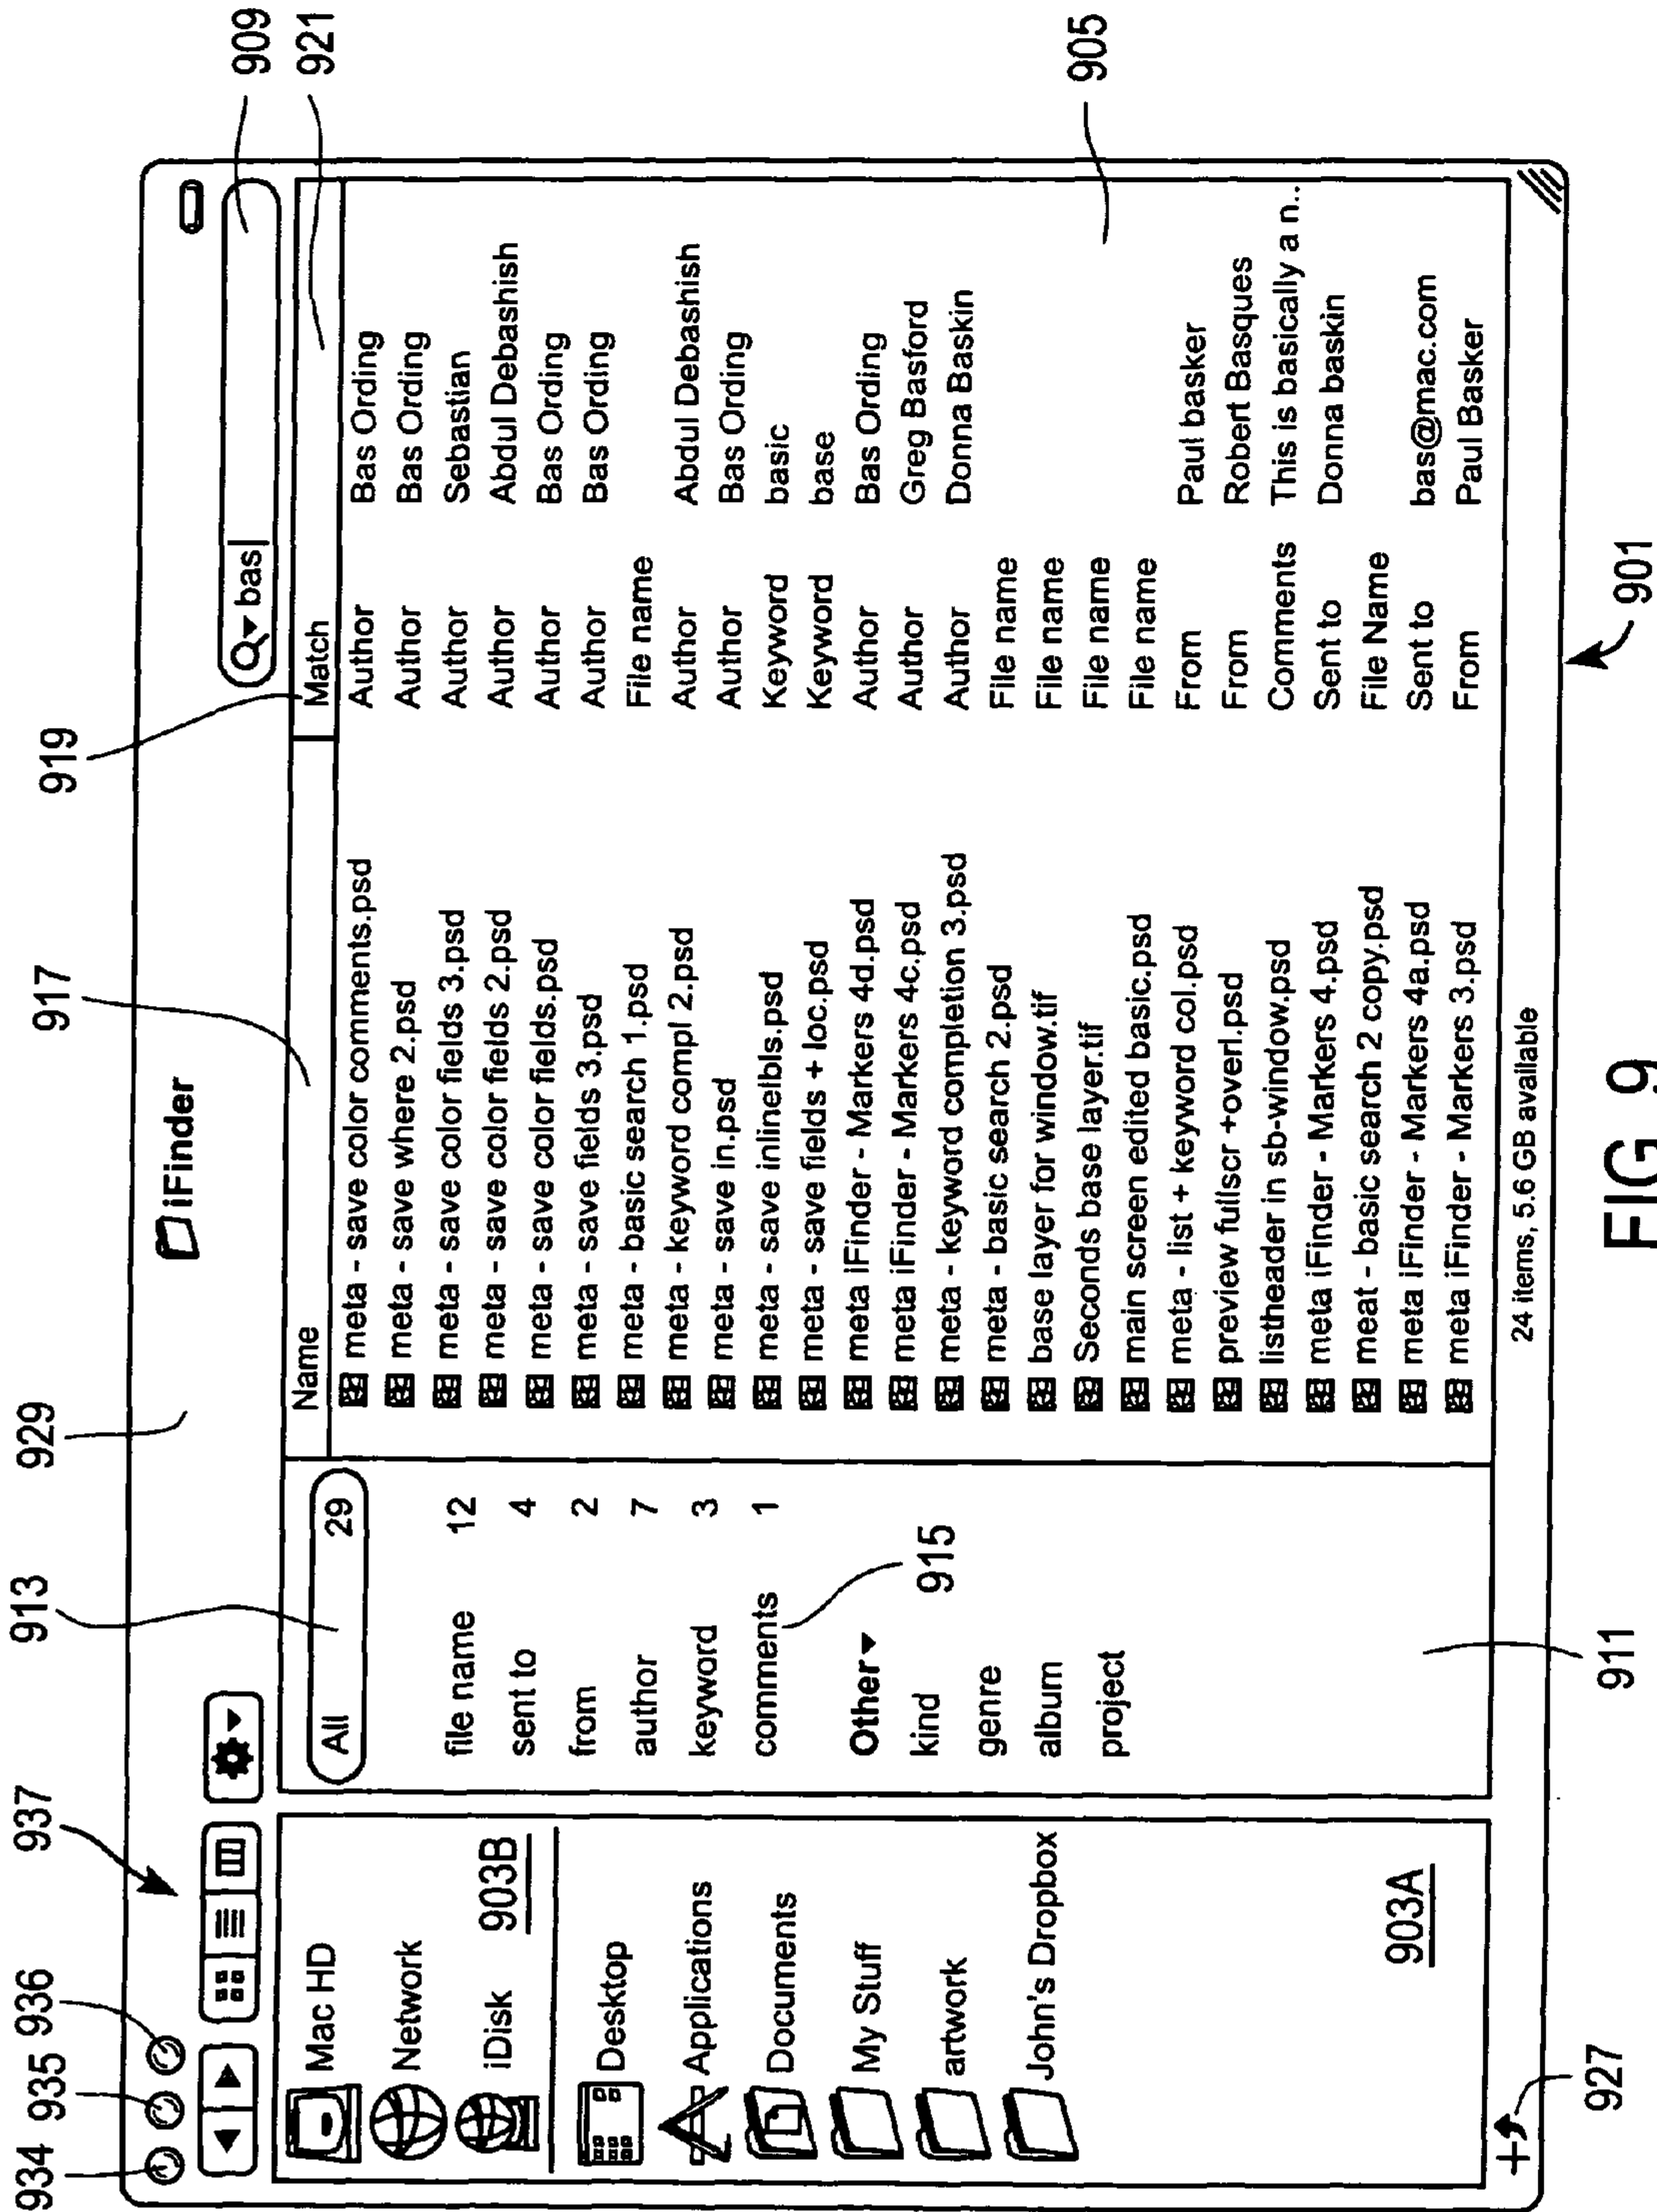 934 935 936 937 913 929 917 919
iFinder
909
bas
921
Mac HD
Network
iDisk
903B
Desktop
Applications
Documents
My Stuff
artwork
John's Dropbox
903A
All 29
file name 12
sent to 4
from 2
author 7
keyword 3
comments 1
915
Other
kind
genre
album
project
Name Match
meta - save color comments.psd Author Bas Ording
meta - save where 2.psd Author Bas Ording
meta - save color fields 3.psd Author Sebastian
meta - save color fields 2.psd Author Abdul Debashish
meta - save color fields.psd Author Bas Ording
meta - save fields 3.psd Author Bas Ording
meta - basic search 1.psd File name
meta - keyword compl 2.psd Author Abdul Debashish
meta - save in.psd Author Bas Ording
meta - save inlinelbls.psd Keyword basic
meta - save fields + loc.psd Keyword base
meta iFinder - Markers 4d.psd Author Bas Ording
meta iFinder - Markers 4c.psd Author Greg Basford
meta - keyword completion 3.psd Author Donna Baskin
meta - basic search 2.psd File name
base layer for window.tif File name
Seconds base layer.tif File name
main screen edited basic.psd File name
meta - list + keyword col.psd From Paul basker
preview fullscr +overl.psd From Robert Basques
listheader in sb-window.psd Comments This is basically a n..
meta iFinder - Markers 4.psd Sent to Donna baskin
meat - basic search 2 copy.psd File Name
meta iFinder - Markers 4a.psd Sent to bas@mac.com
meta iFinder - Markers 3.psd From Paul Basker
905
24 items, 5.6 GB available
927 911 901
FIG. 9